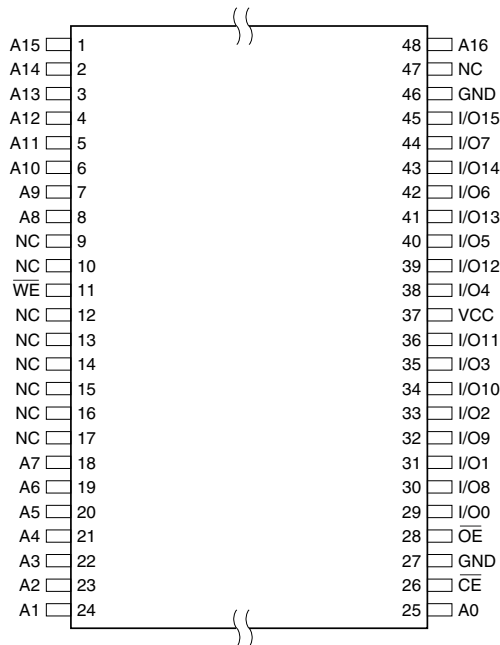 A15 1 48 A16
A14 2 47 NC
A13 3 46 GND
A12 4 45 I/O15
A11 5 44 I/O7
A10 6 43 I/O14
A9 7 42 I/O6
A8 8 41 I/O13
NC 9 40 I/O5
NC 10 39 I/O12
WE 11 38 I/O4
NC 12 37 VCC
NC 13 36 I/O11
NC 14 35 I/O3
NC 15 34 I/O10
NC 16 33 I/O2
NC 17 32 I/O9
A7 18 31 I/O1
A6 19 30 I/O8
A5 20 29 I/O0
A4 21 28 OE
A3 22 27 GND
A2 23 26 CE
A1 24 25 A0